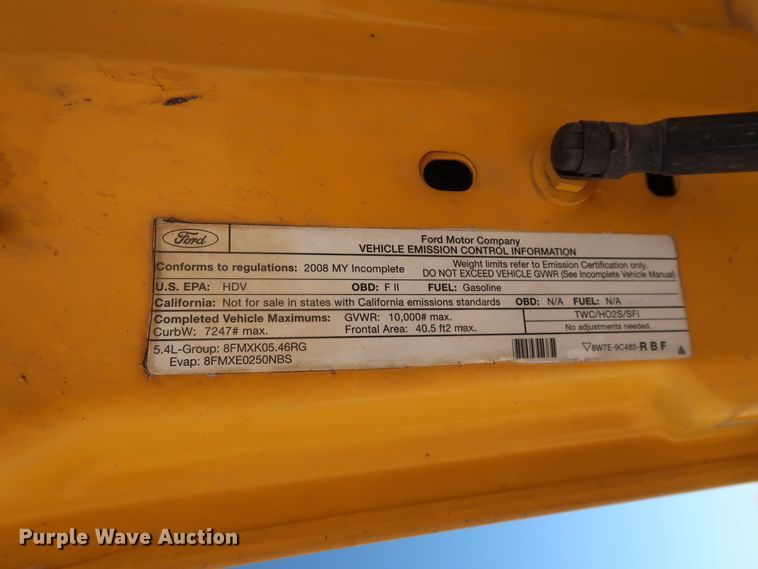 Ford
Ford Motor Company
VEHICLE EMISSION CONTROL INFORMATION
Conforms to regulations: 2008 MY Incomplete
Weight limits refer to Emission Certification only.
DO NOT EXCEED VEHICLE GVWR (See Incomplete Vehicle Manual)
U.S. EPA: HDV OBD: F II FUEL: Gasoline
California: Not for sale in states with California emissions standards OBD: N/A FUEL: N/A
Completed Vehicle Maximums: GVWR: 10,000# max. TWC/HO2S/SFI
CurbW: 7247# max. Frontal Area: 40.5 ft2 max. No adjustments needed.
5.4L-Group: 8FMXK05.46RG
Evap: 8FMXE0250NBS
8W7E-9C485-RBF
Purple Wave Auction